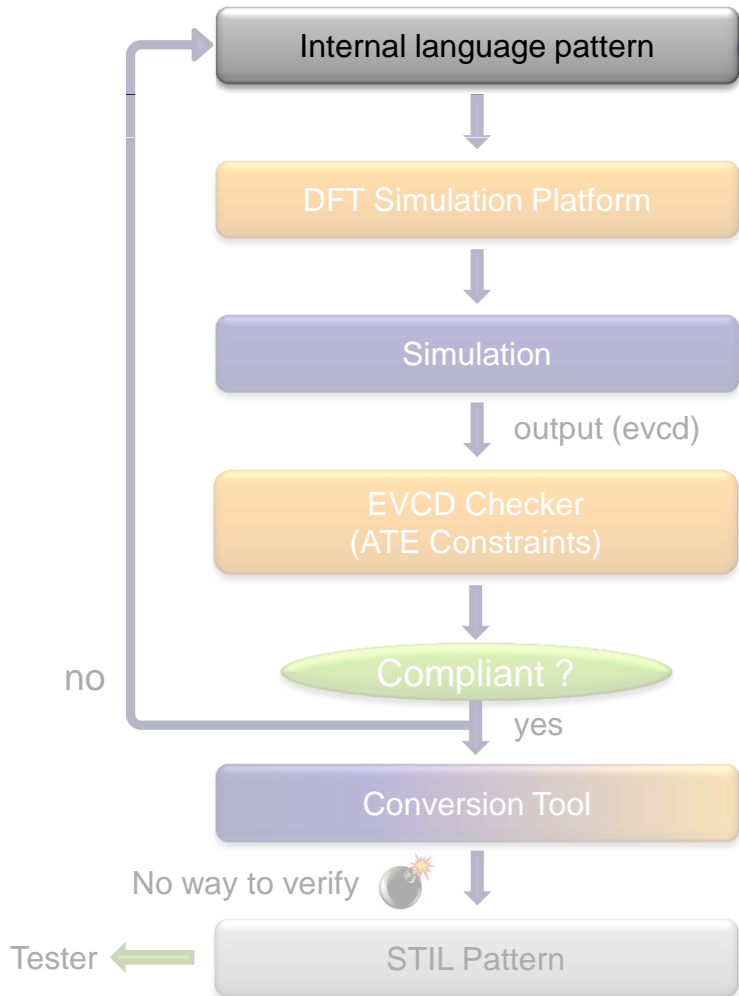 Internal language pattern
DFT Simulation Platform
Simulation
output (evcd)
EVCD Checker
(ATE Constraints)
Compliant ?
no
yes
Conversion Tool
No way to verify
Tester
STIL Pattern